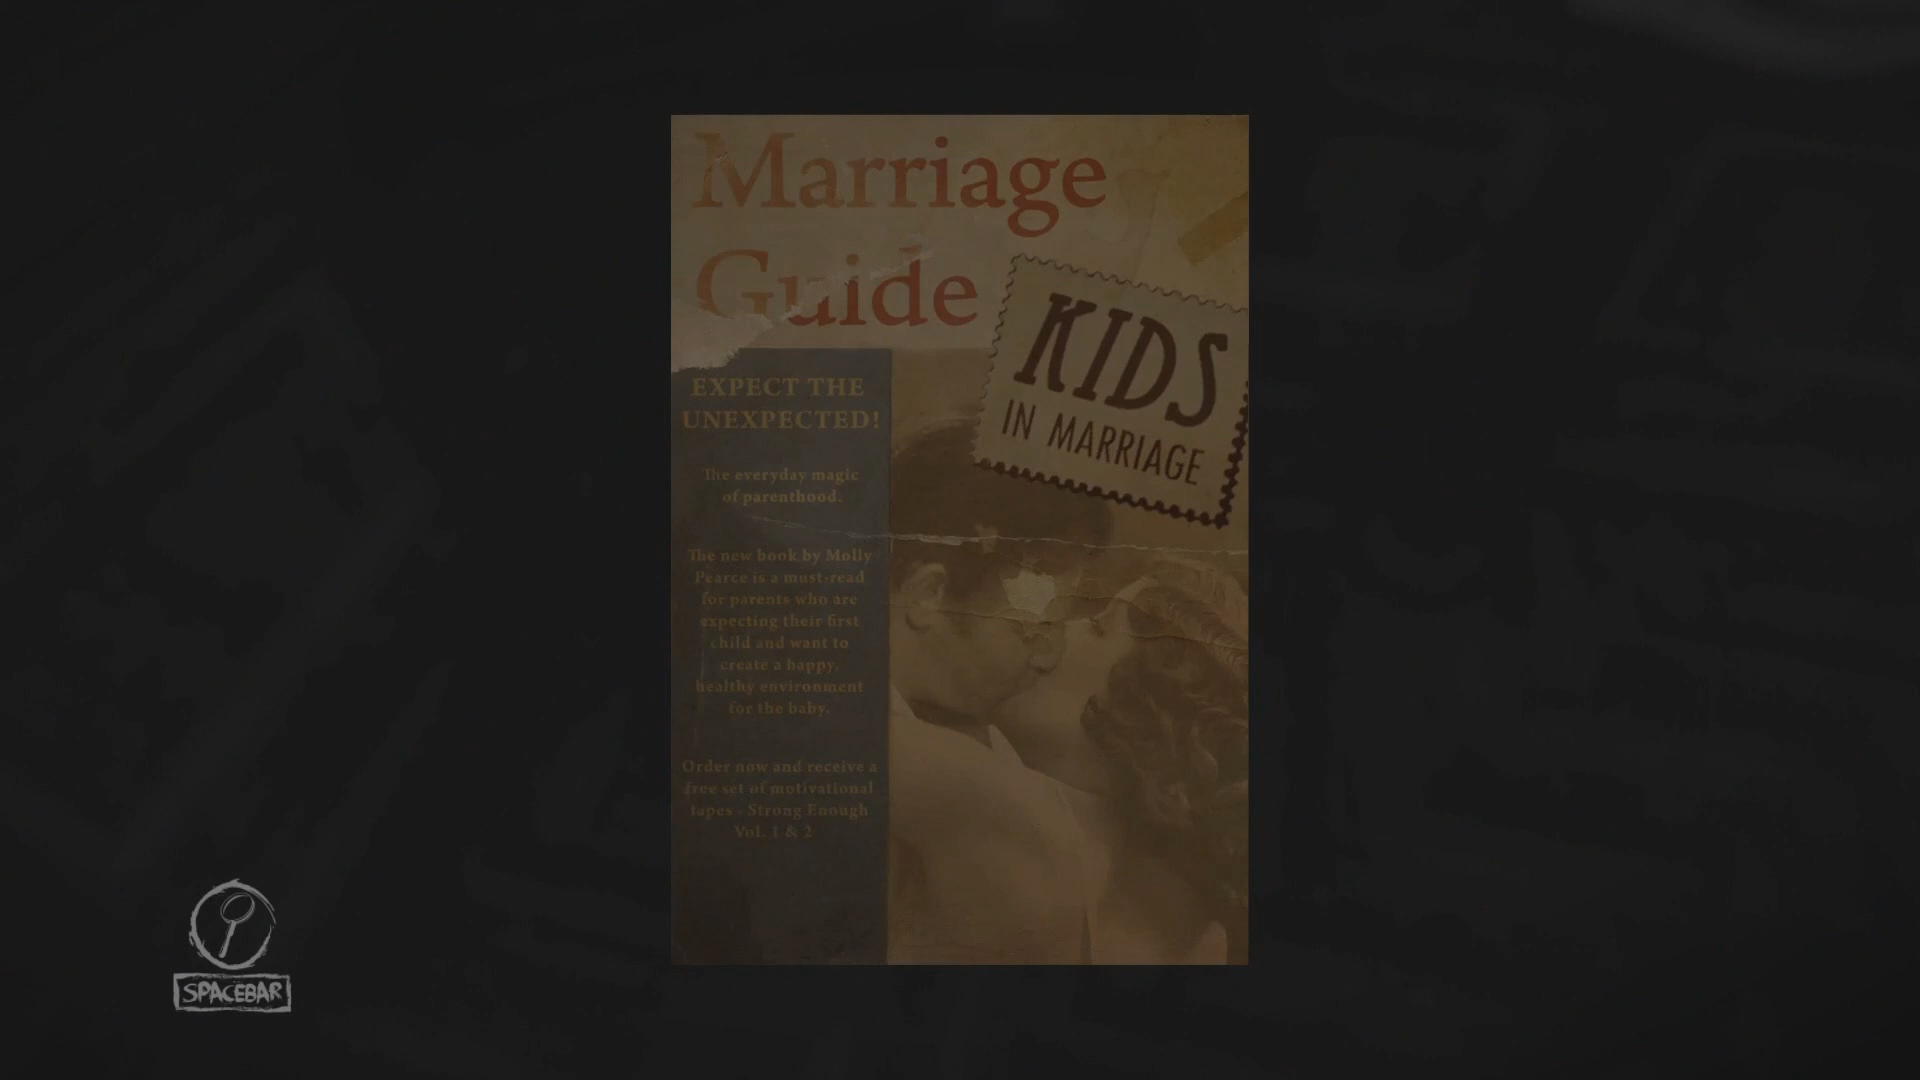 Marriage
Guide
KIDS
IN MARRIAGE
EXPECT THE
UNEXPECTED!
The everyday magic
of parenthood.
The new book by Molly
Pearce is a must-read
for parents who are
expecting their first
child and want to
create a happy,
healthy environment
for the baby.
Order now and receive a
free set of motivational
tapes - Strong Enough
Vol. 1 & 2
SPACEBAR